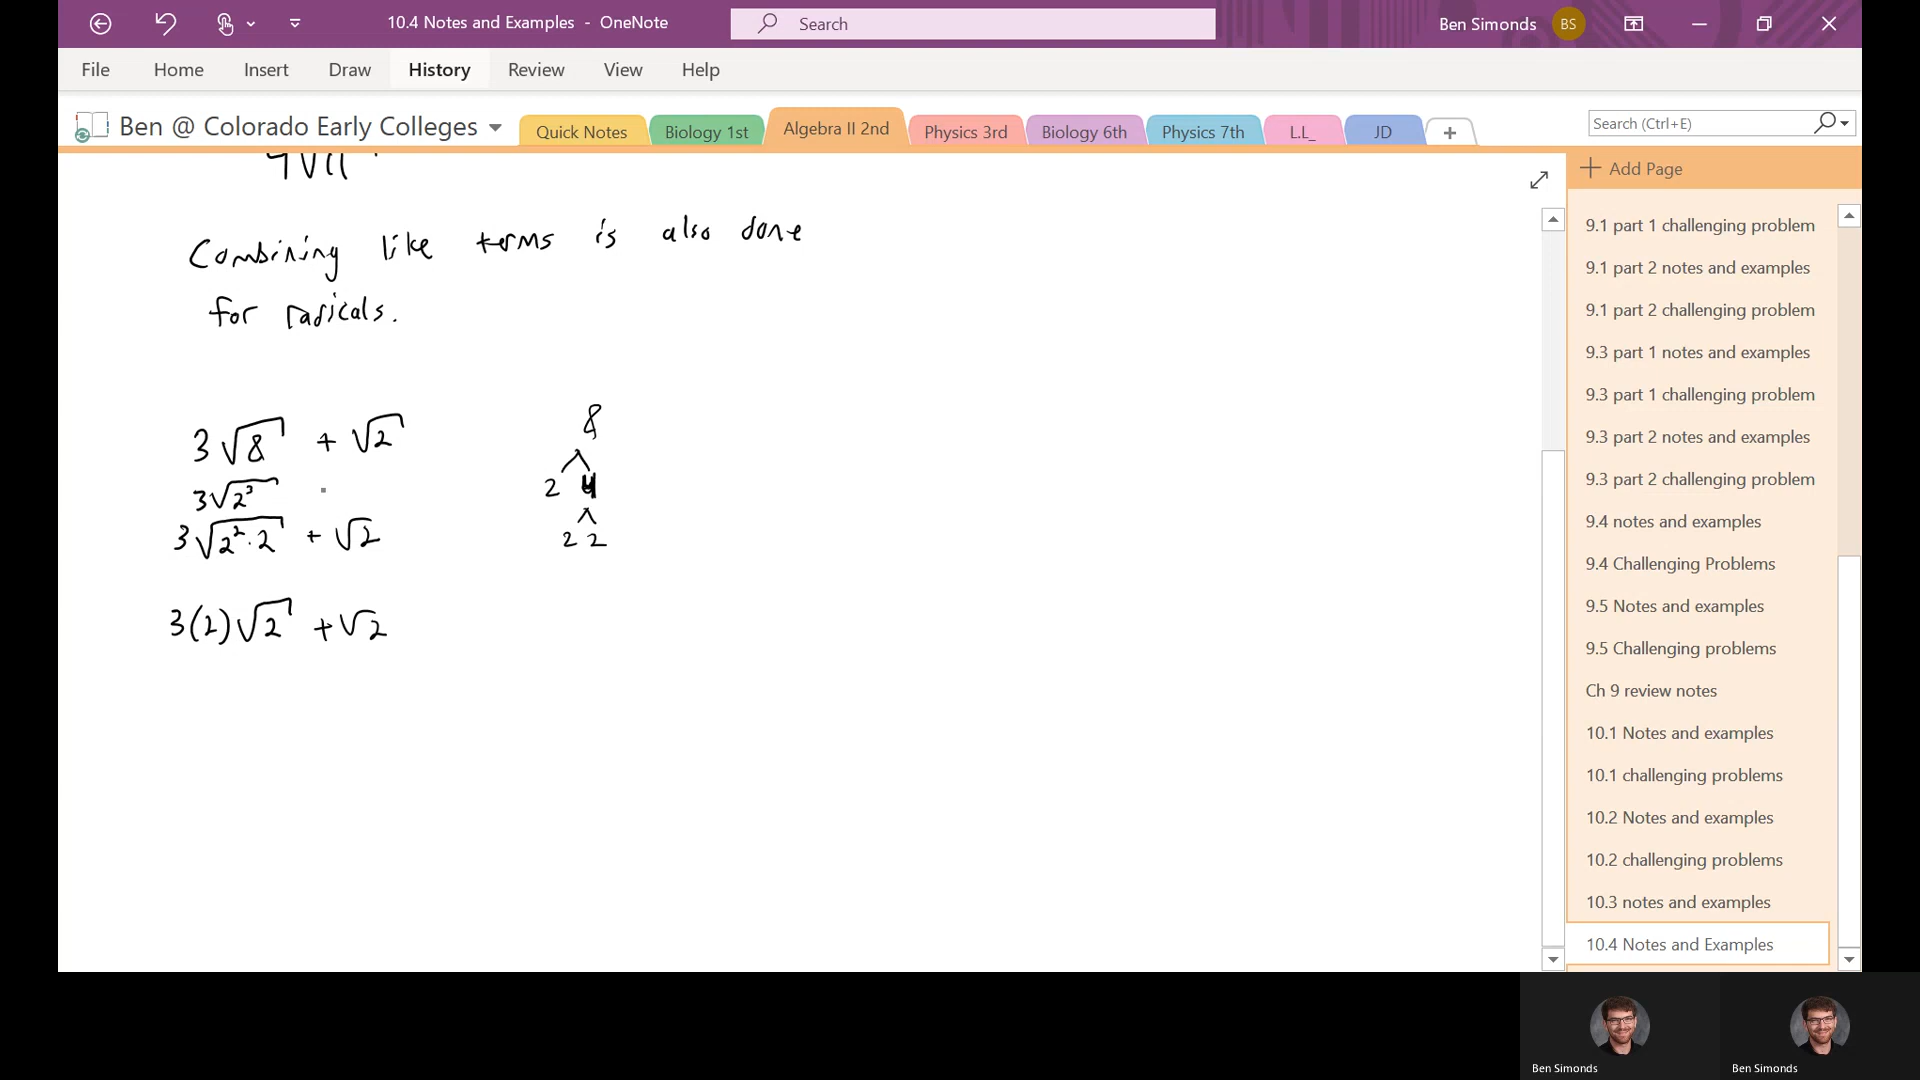 10.4 Notes and Examples - OneNote
Search
Ben Simonds
BS
File Home Insert Draw History Review View Help
Ben @ Colorado Early Colleges
Quick Notes Biology 1st Algebra II 2nd Physics 3rd Biology 6th Physics 7th L.L_ JD
Search (Ctrl+E)
Add Page
9.1 part 1 challenging problem
9.1 part 2 notes and examples
9.1 part 2 challenging problem
9.3 part 1 notes and examples
9.3 part 1 challenging problem
9.3 part 2 notes and examples
9.3 part 2 challenging problem
9.4 notes and examples
9.4 Challenging Problems
9.5 Notes and examples
9.5 Challenging problems
Ch 9 review notes
10.1 Notes and examples
10.1 challenging problems
10.2 Notes and examples
10.2 challenging problems
10.3 notes and examples
10.4 Notes and Examples
Combining like terms is also done
for radicals.
3√8 + √2
3√2³
3√2²·2 + √2
3(2)√2 + √2
8
2 4
2 2
Ben Simonds
Ben Simonds